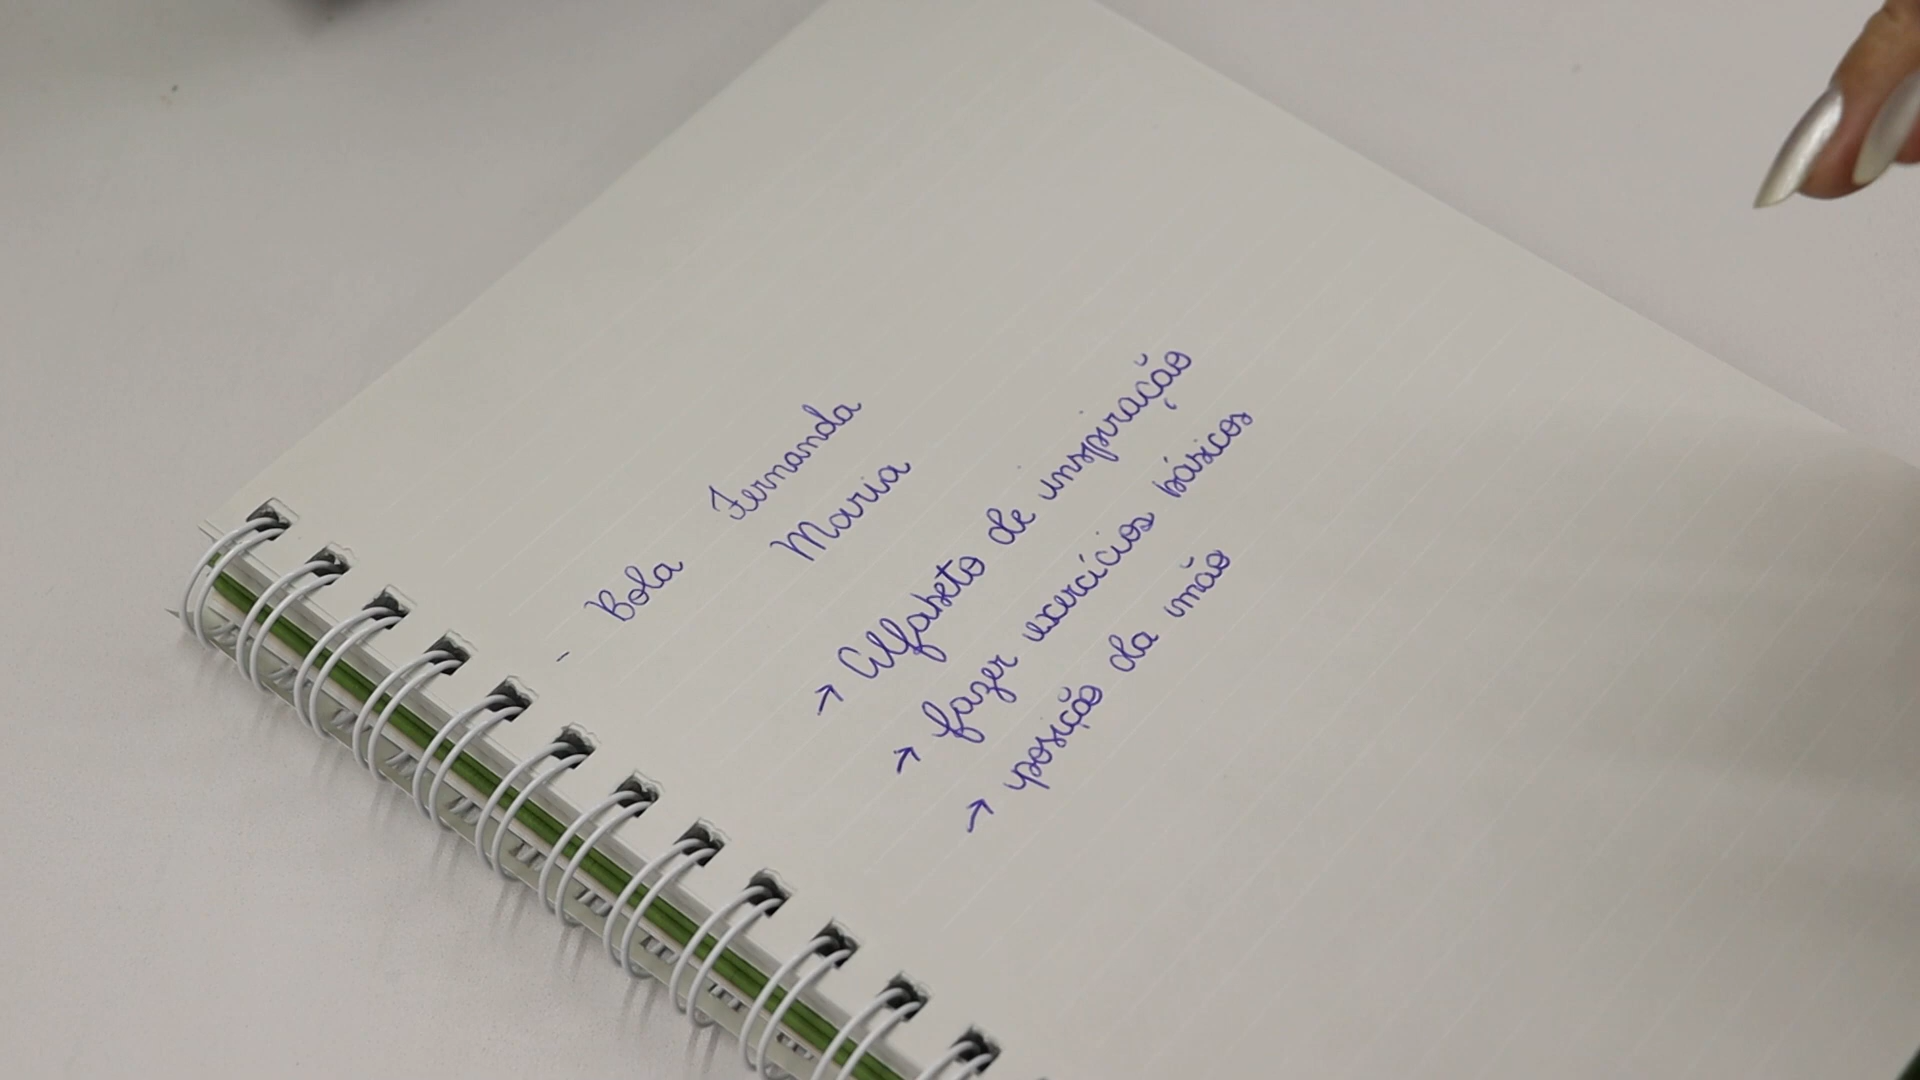 Fernanda
- Bola
Maria
→ Alfabeto de inspiração
→ fazer exercícios básicos
→ posição da mão